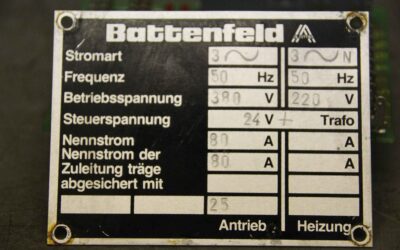 Battenfeld
Stromart 3~ 3~ N
Frequenz 50 Hz 50 Hz
Betriebsspannung 380 V 220 V
Steuerspannung 24 V ÷ Trafo
Nennstrom 80 A A
Nennstrom der 80 A A
Zuleitung träge
abgesichert mit
25
Antrieb Heizung